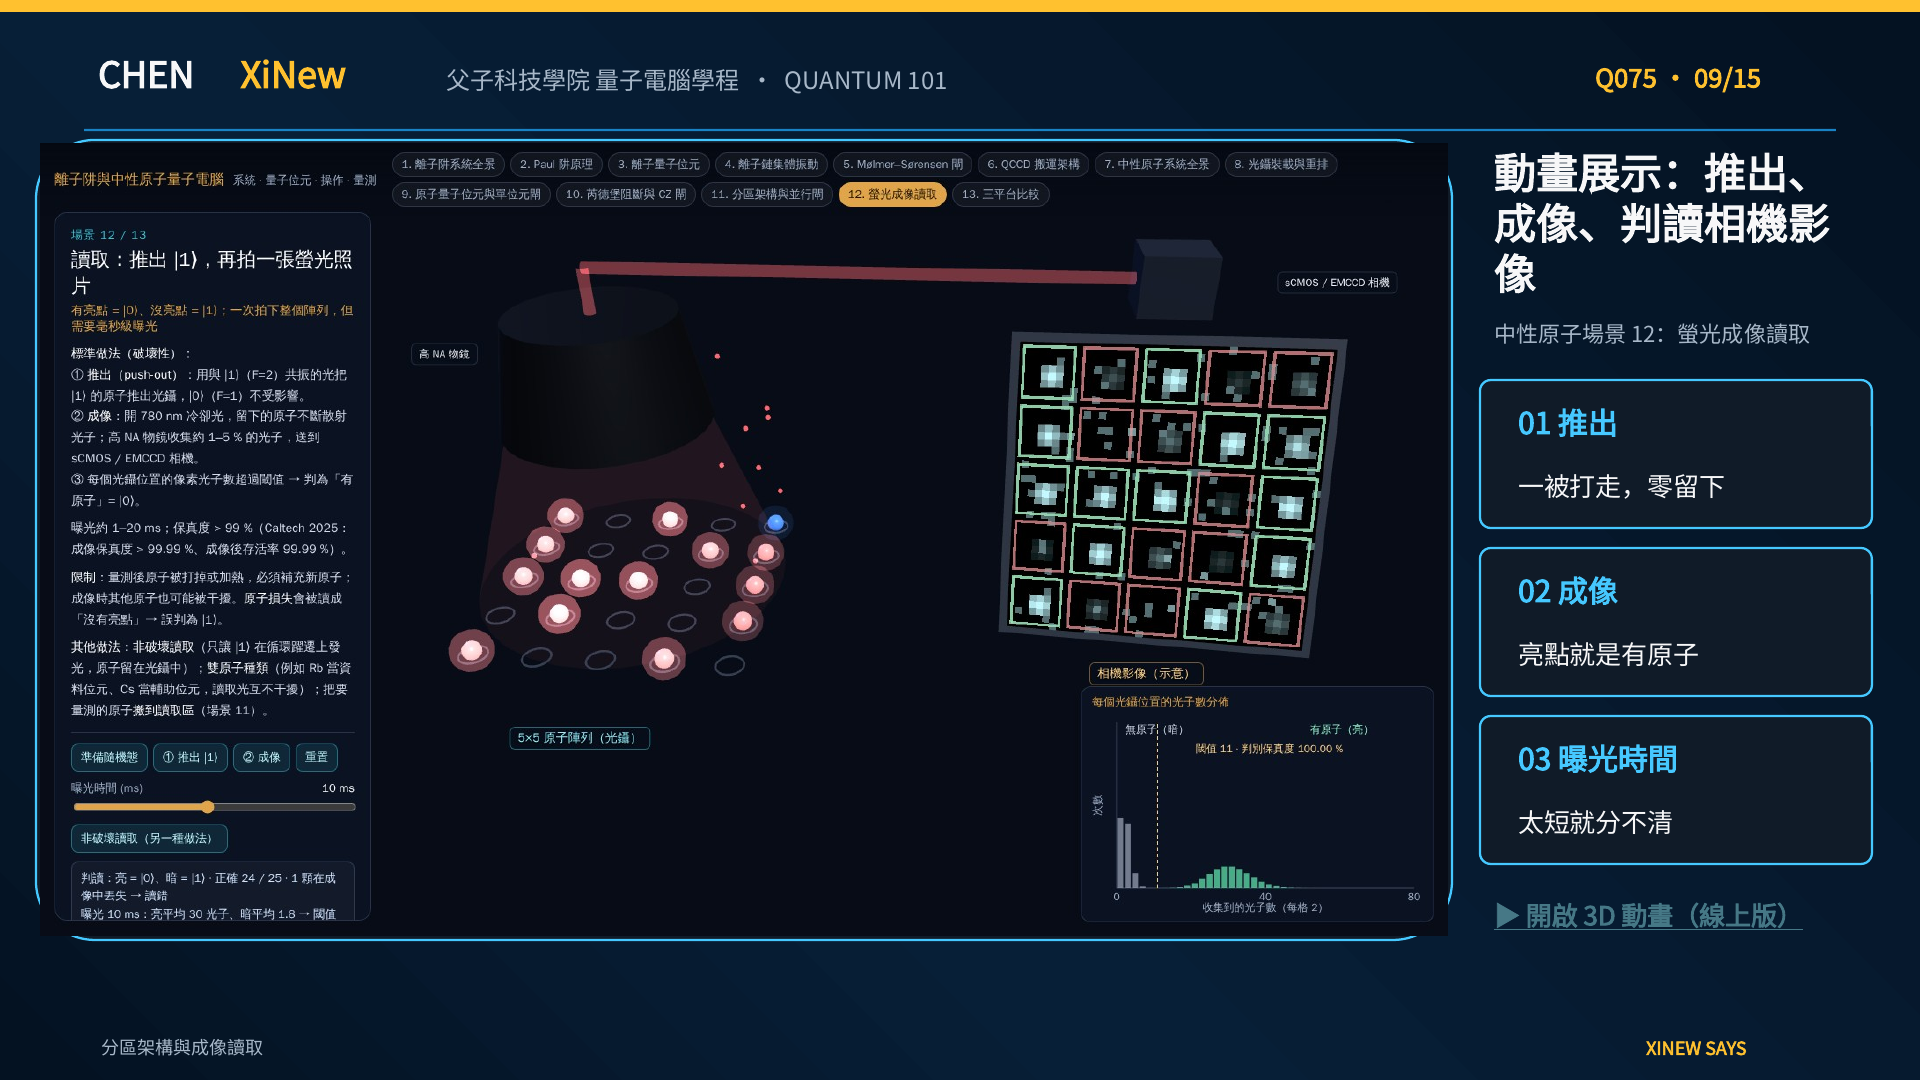 CHEN XiNew 父子科技學院 量子電腦學程 · QUANTUM 101
Q075 · 09/15
離子阱與中性原子量子電腦 系統 · 量子位元 · 操作 · 量測
1. 離子阱系統全景
2. Paul 阱原理
3. 離子量子位元
4. 離子鏈集體振動
5. Mølmer–Sørensen 閘
6. QCCD 搬運架構
7. 中性原子系統全景
8. 光鑷裝載與重排
9. 原子量子位元與單位元閘
10. 芮德堡阻斷與 CZ 閘
11. 分區架構與並行閘
12. 螢光成像讀取
13. 三平台比較
場景 12 / 13
讀取：推出 |1⟩，再拍一張螢光照
片
有亮點 = |0⟩、沒亮點 = |1⟩；一次拍下整個陣列，但
需要毫秒級曝光
標準做法（破壞性）：
① 推出（push-out）：用與 |1⟩（F=2）共振的光把
|1⟩ 的原子推出光鑷，|0⟩（F=1）不受影響。
② 成像：開 780 nm 冷卻光，留下的原子不斷散射
光子；高 NA 物鏡收集約 1–5 % 的光子，送到
sCMOS / EMCCD 相機。
③ 每個光鑷位置的像素光子數超過閾值 → 判為「有
原子」= |0⟩。
曝光約 1–20 ms；保真度 > 99 %（Caltech 2025：
成像保真度 > 99.99 %、成像後存活率 99.99 %）。
限制：量測後原子被打掉或加熱，必須補充新原子；
成像時其他原子也可能被干擾。原子損失會被讀成
「沒有亮點」→ 誤判為 |1⟩。
其他做法：非破壞讀取（只讓 |1⟩ 在循環躍遷上發
光，原子留在光鑷中）；雙原子種類（例如 Rb 當資
料位元、Cs 當輔助位元，讀取光互不干擾）；把要
量測的原子搬到讀取區（場景 11）。
準備隨機態
① 推出 |1⟩
② 成像
重置
曝光時間 (ms) 10 ms
非破壞讀取（另一種做法）
判讀：亮 = |0⟩、暗 = |1⟩ · 正確 24 / 25 · 1 顆在成
像中丟失 → 讀錯
曝光 10 ms：亮平均 30 光子、暗平均 1.8 → 閾值
高 NA 物鏡
sCMOS / EMCCD 相機
5×5 原子陣列（光鑷）
相機影像（示意）
每個光鑷位置的光子數分佈
無原子（暗）
有原子（亮）
閾值 11 · 判別保真度 100.00 %
次數
0 40 80
收集到的光子數（每格 2）
動畫展示：推出、
成像、判讀相機影
像
中性原子場景 12：螢光成像讀取
01 推出
一被打走，零留下
02 成像
亮點就是有原子
03 曝光時間
太短就分不清
▶ 開啟 3D 動畫（線上版）
分區架構與成像讀取
XINEW SAYS